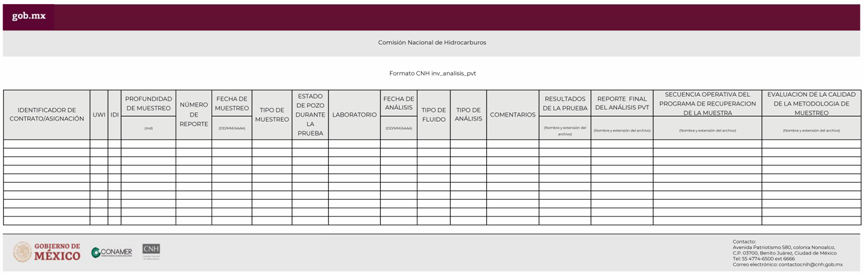 gob.mx
Comisión Nacional de Hidrocarburos
Formato CNH inv_analisis_pvt
IDENTIFICADOR DE
CONTRATO/ASIGNACIÓN
UWI
IDI
PROFUNDIDAD
DE MUESTREO
(md)
NÚMERO
DE
REPORTE
FECHA DE
MUESTREO
(DD/MM/AAAA)
TIPO DE
MUESTREO
ESTADO
DE POZO
DURANTE
LA
PRUEBA
LABORATORIO
FECHA DE
ANÁLISIS
(DD/MM/AAAA)
TIPO DE
FLUIDO
TIPO DE
ANÁLISIS
COMENTARIOS
RESULTADOS
DE LA PRUEBA
(Nombre y extensión del
archivo)
REPORTE FINAL
DEL ANÁLISIS PVT
(Nombre y extensión del archivo)
SECUENCIA OPERATIVA DEL
PROGRAMA DE RECUPERACION
DE LA MUESTRA
(Nombre y extensión del archivo)
EVALUACION DE LA CALIDAD
DE LA METODOLOGIA DE
MUESTREO
(Nombre y extensión del archivo)
GOBIERNO DE
MÉXICO
CONAMER
CNH
Contacto:
Avenida Patriotismo 580, colonia Nonoalco,
C.P. 03700, Benito Juárez, Ciudad de México
Tel: 55 4774-6500 ext 6666
Correo electrónico: contactocnih@cnh.gob.mx